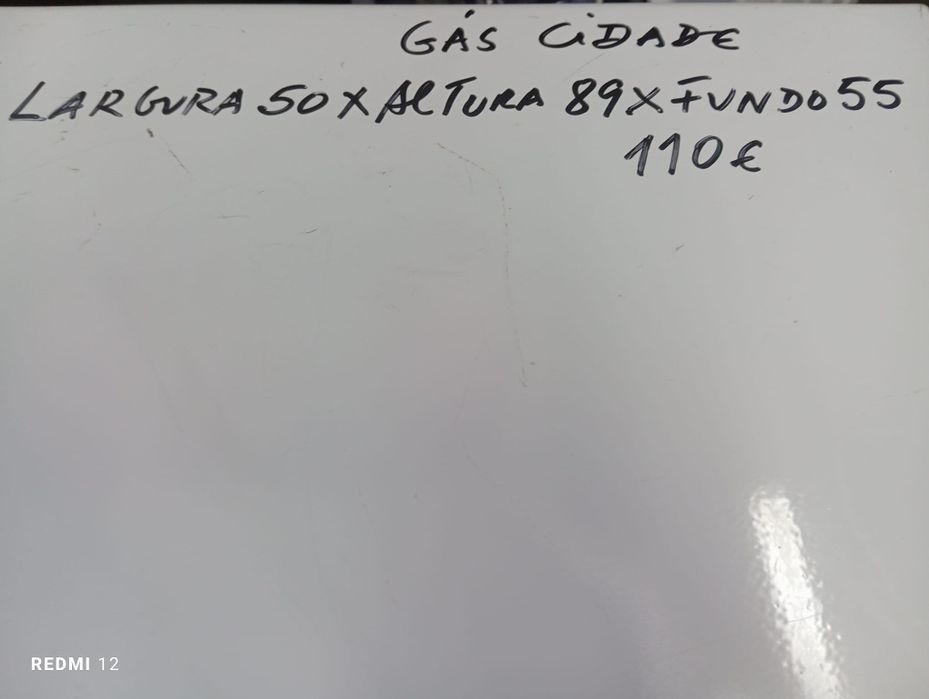 GÁS CIDADE
LARGURA 50 X ALTURA 89 X FUNDO 55
110€
REDMI 12